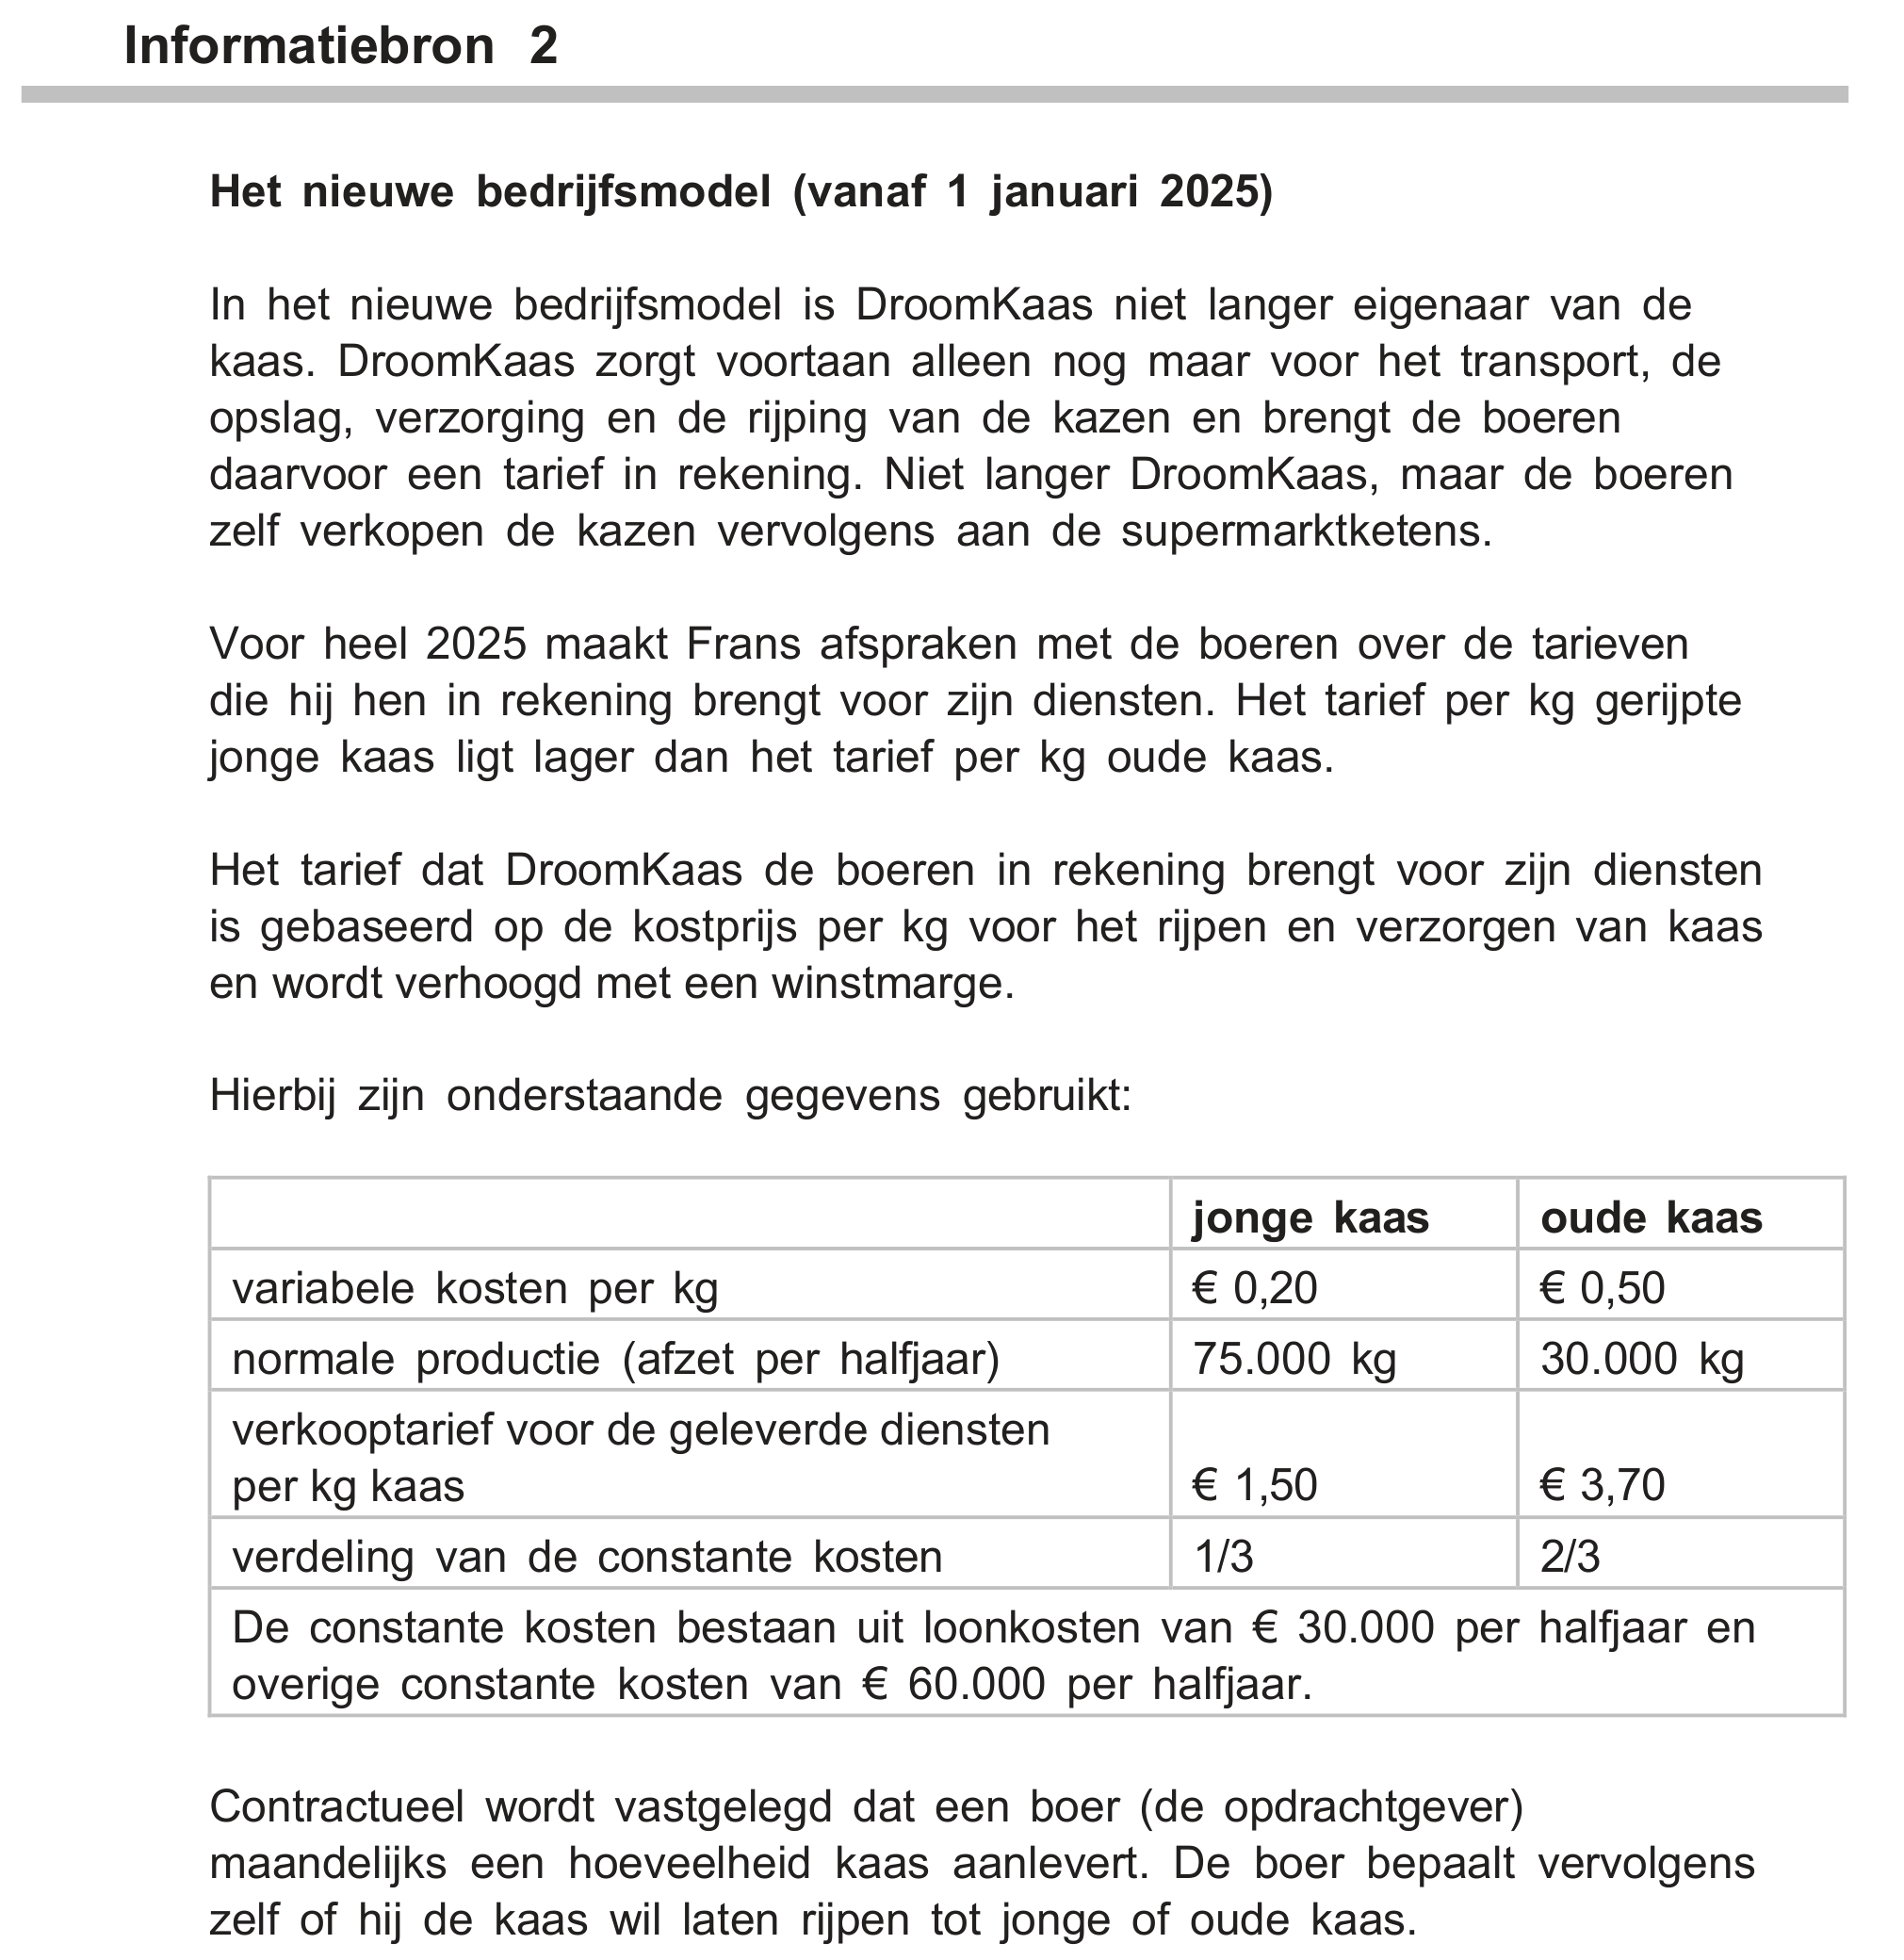 Informatiebron 2
Het nieuwe bedrijfsmodel (vanaf 1 januari 2025)
In het nieuwe bedrijfsmodel is DroomKaas niet langer eigenaar van de
kaas. DroomKaas zorgt voortaan alleen nog maar voor het transport, de
opslag, verzorging en de rijping van de kazen en brengt de boeren
daarvoor een tarief in rekening. Niet langer DroomKaas, maar de boeren
zelf verkopen de kazen vervolgens aan de supermarktketens.
Voor heel 2025 maakt Frans afspraken met de boeren over de tarieven
die hij hen in rekening brengt voor zijn diensten. Het tarief per kg gerijpte
jonge kaas ligt lager dan het tarief per kg oude kaas.
Het tarief dat DroomKaas de boeren in rekening brengt voor zijn diensten
is gebaseerd op de kostprijs per kg voor het rijpen en verzorgen van kaas
en wordt verhoogd met een winstmarge.
Hierbij zijn onderstaande gegevens gebruikt:
jonge kaas oude kaas
variabele kosten per kg € 0,20 € 0,50
normale productie (afzet per halfjaar) 75.000 kg 30.000 kg
verkooptarief voor de geleverde diensten
per kg kaas € 1,50 € 3,70
verdeling van de constante kosten 1/3 2/3
De constante kosten bestaan uit loonkosten van € 30.000 per halfjaar en
overige constante kosten van € 60.000 per halfjaar.
Contractueel wordt vastgelegd dat een boer (de opdrachtgever)
maandelijks een hoeveelheid kaas aanlevert. De boer bepaalt vervolgens
zelf of hij de kaas wil laten rijpen tot jonge of oude kaas.